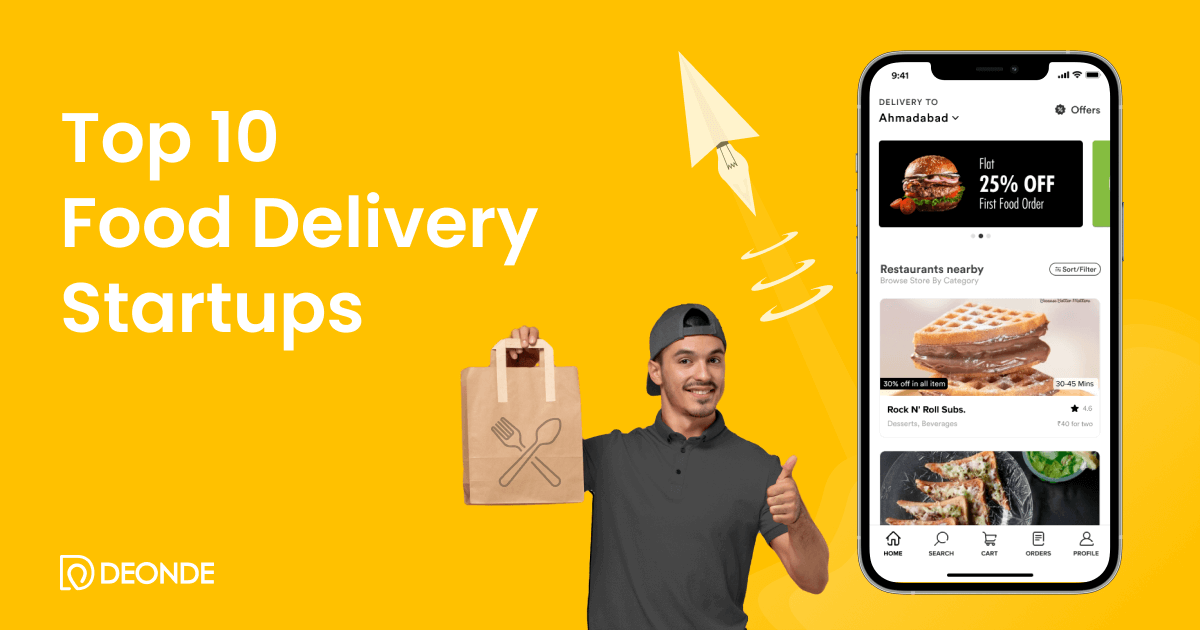 Top 10
Food Delivery
Startups
DEONDE
9:41
DELIVERY TO
Ahmadabad
Offers
Flat
25% OFF
First Food Order
Restaurants nearby
Sort/Filter
Browse Store By Category
30% off in all item
30-45 Mins
Rock N' Roll Subs.
4.6
Desserts, Beverages
₹40 for two
HOME
SEARCH
CART
ORDERS
PROFILE